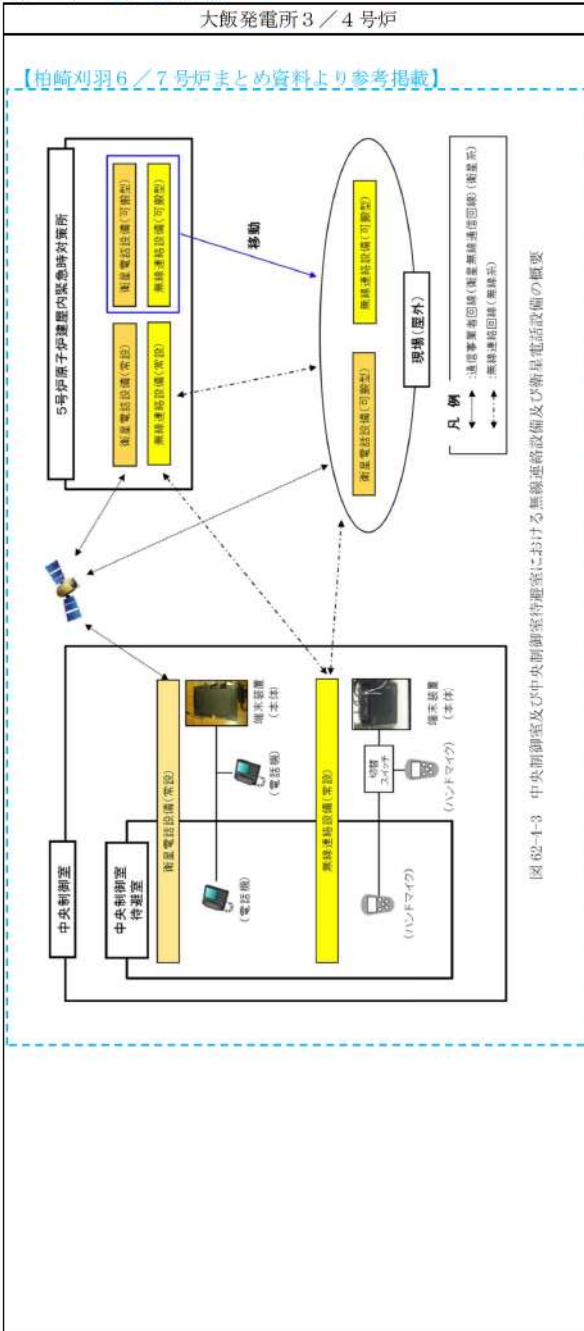 大飯発電所3/4号炉
【柏崎刈羽6/7号炉まとめ資料より参考掲載】
中央制御室
中央制御室
待避室
衛星電話設備(常設)
(電話機)
(電話機)
端末装置
(本体)
無線連絡設備(常設)
(ハンドマイク)
切替
スイッチ
(ハンドマイク)
端末装置
(本体)
5号炉原子炉建屋内緊急時対策所
衛星電話設備(常設)
衛星電話設備(可搬型)
無線連絡設備(常設)
無線連絡設備(可搬型)
移動
衛星電話設備(可搬型)
無線連絡設備(可搬型)
現場(屋外)
凡 例
:通信事業者回線(衛星無線通信回線)(衛星系)
:無線連絡回線(無線系)
図 62-4-3 中央制御室及び中央制御室待避室における無線連絡設備及び衛星電話設備の概要